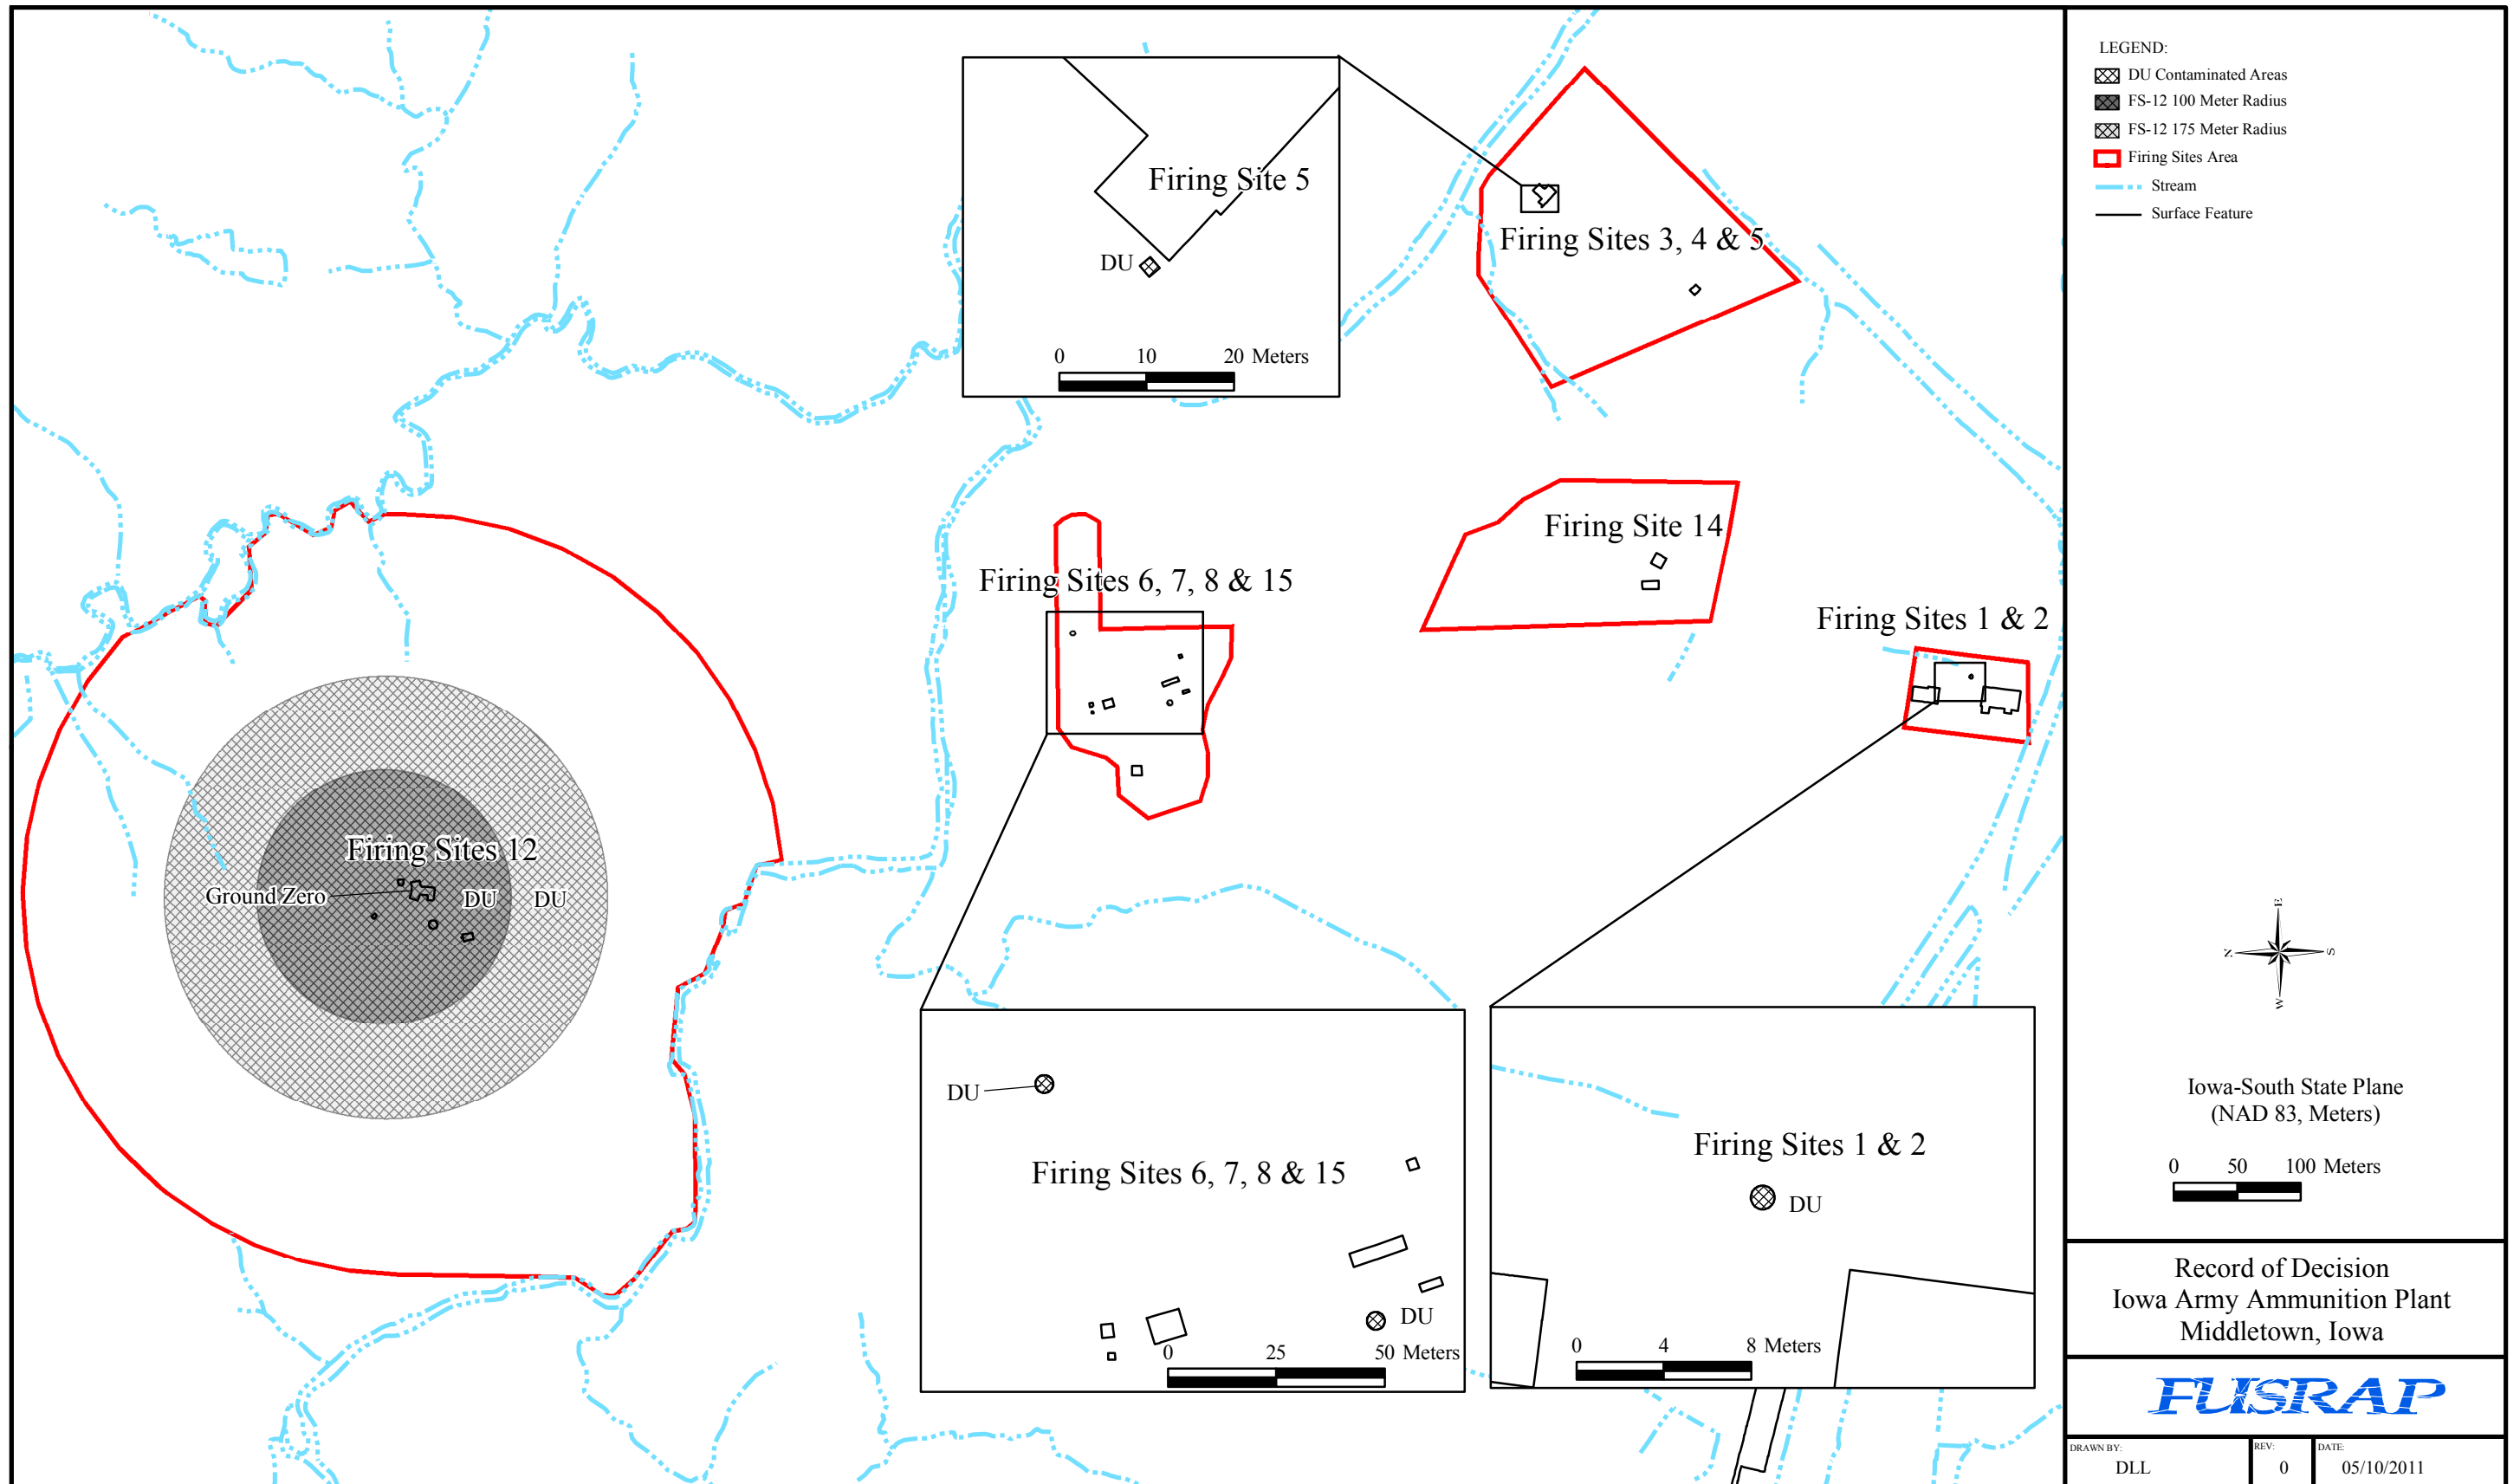 Firing Site 5
DU
0 10 20 Meters
Firing Sites 3, 4 & 5
Firing Site 14
Firing Sites 6, 7, 8 & 15
Firing Sites 1 & 2
Firing Sites 12
Ground Zero
DU DU
DU
Firing Sites 6, 7, 8 & 15
DU
0 25 50 Meters
Firing Sites 1 & 2
DU
0 4 8 Meters
LEGEND:
DU Contaminated Areas
FS-12 100 Meter Radius
FS-12 175 Meter Radius
Firing Sites Area
Stream
Surface Feature
E
N S
W
Iowa-South State Plane
(NAD 83, Meters)
0 50 100 Meters
Record of Decision
Iowa Army Ammunition Plant
Middletown, Iowa
FUSRAP
DRAWN BY: REV: DATE:
DLL 0 05/10/2011